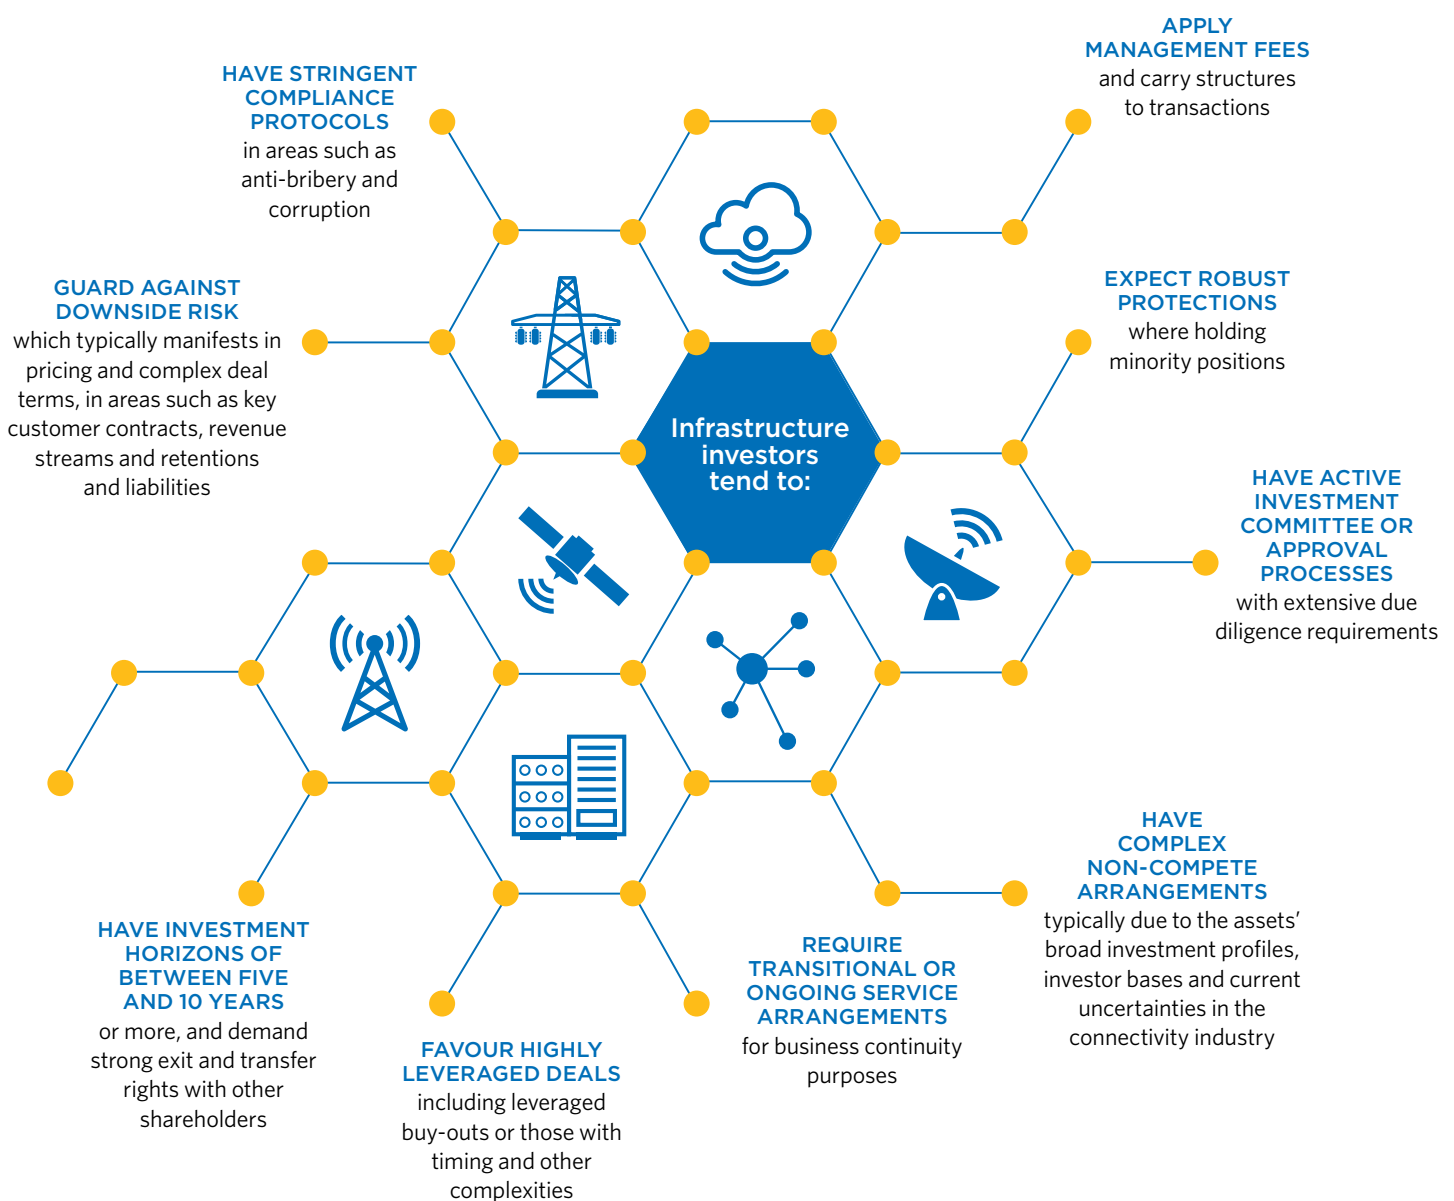 APPLY
MANAGEMENT FEES
and carry structures
to transactions
HAVE STRINGENT
COMPLIANCE
PROTOCOLS
in areas such as
anti-bribery and
corruption
GUARD AGAINST
DOWNSIDE RISK
which typically manifests in
pricing and complex deal
terms, in areas such as key
customer contracts, revenue
streams and retentions
and liabilities
EXPECT ROBUST
PROTECTIONS
where holding
minority positions
Infrastructure
investors
tend to:
HAVE ACTIVE
INVESTMENT
COMMITTEE OR
APPROVAL
PROCESSES
with extensive due
diligence requirements
HAVE
COMPLEX
NON-COMPETE
ARRANGEMENTS
typically due to the assets’
broad investment profiles,
investor bases and current
uncertainties in the
connectivity industry
HAVE INVESTMENT
HORIZONS OF
BETWEEN FIVE
AND 10 YEARS
or more, and demand
strong exit and transfer
rights with other
shareholders
REQUIRE
TRANSITIONAL OR
ONGOING SERVICE
ARRANGEMENTS
for business continuity
purposes
FAVOUR HIGHLY
LEVERAGED DEALS
including leveraged
buy-outs or those with
timing and other
complexities